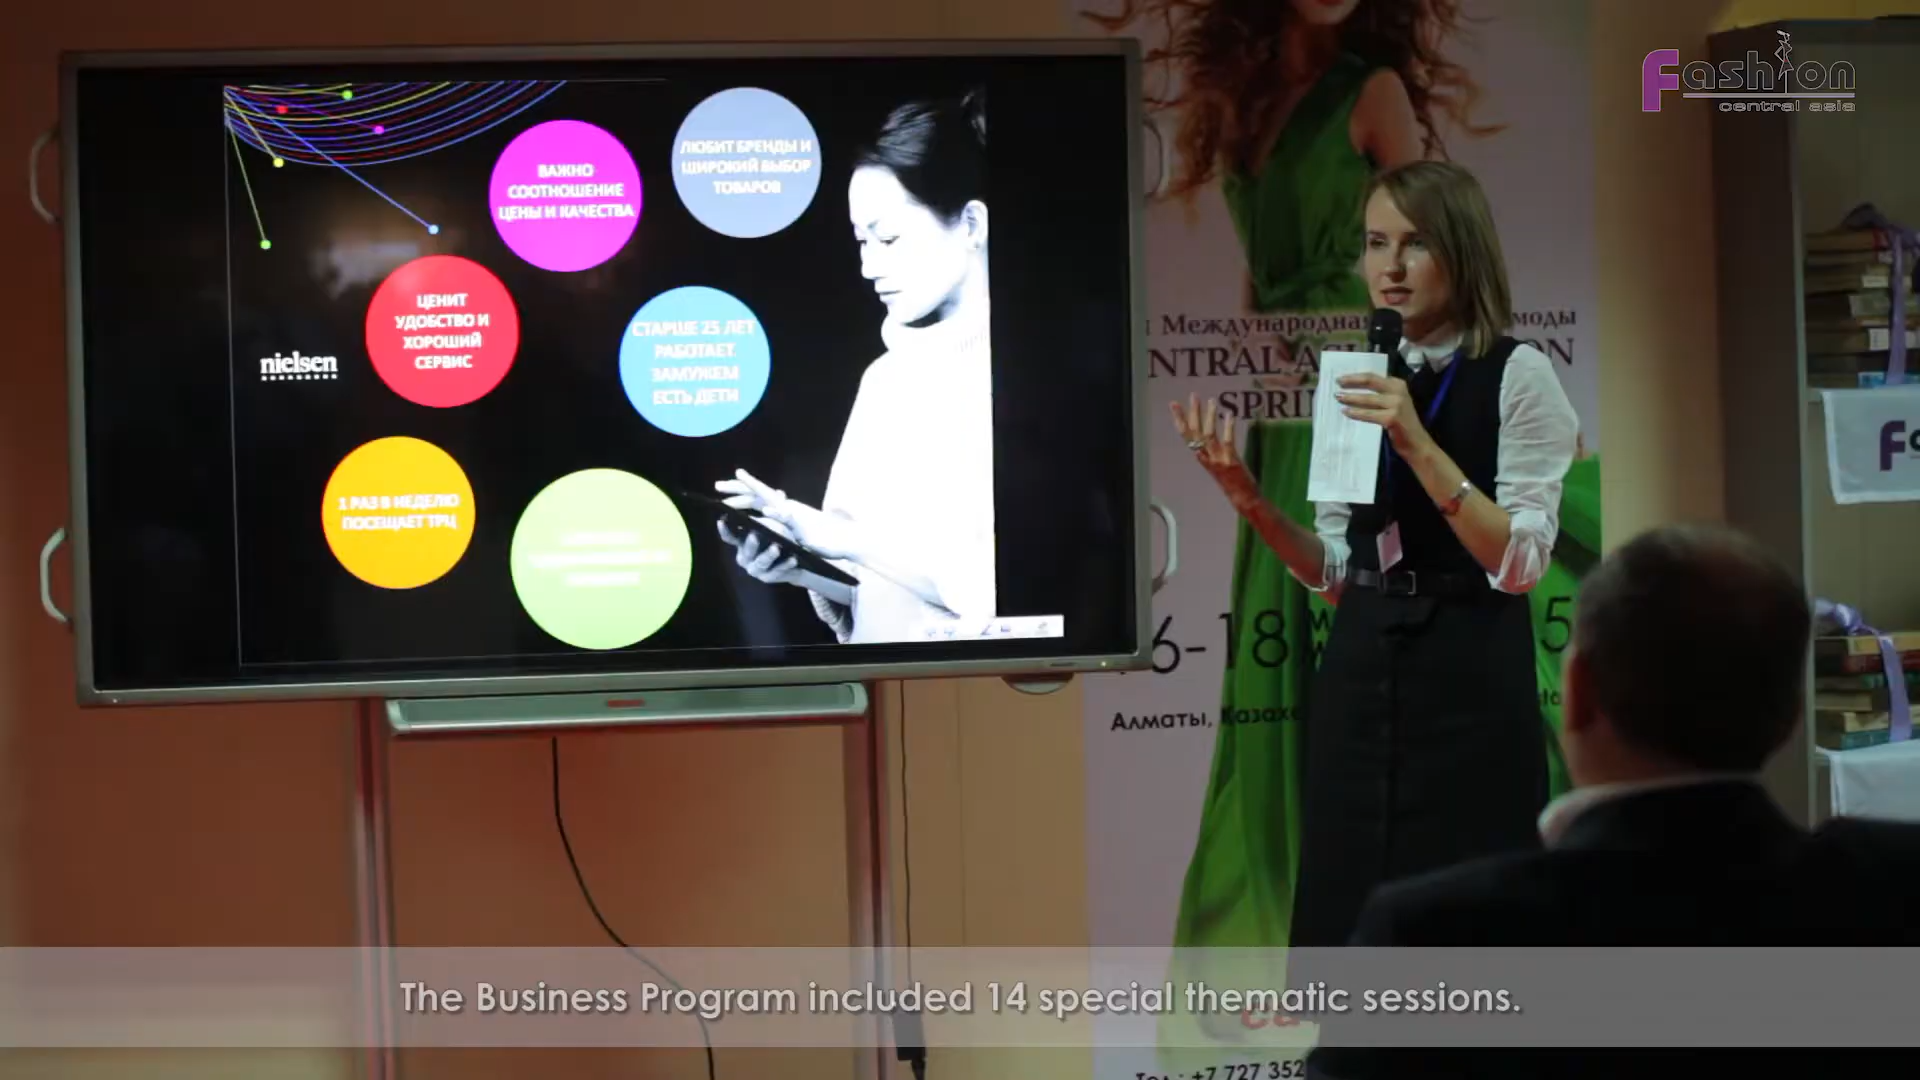 Fashion
central asia
ЛЮБИТ БРЕНДЫ И
ШИРОКИЙ ВЫБОР
ТОВАРОВ
ВАЖНО
СООТНОШЕНИЕ
ЦЕНЫ И КАЧЕСТВА
ЦЕНИТ
УДОБСТВО И
ХОРОШИЙ
СЕРВИС
СТАРШЕ 25 ЛЕТ
РАБОТАЕТ
ЗАМУЖЕМ
ЕСТЬ ДЕТИ
nielsen
1 РАЗ В НЕДЕЛЮ
ПОСЕЩАЕТ ТРЦ
Международная моды
NTRAL A ON
SPRI
6-18 5
Алматы, Казах
The Business Program included 14 special thematic sessions.
Тел.: +7 727 352